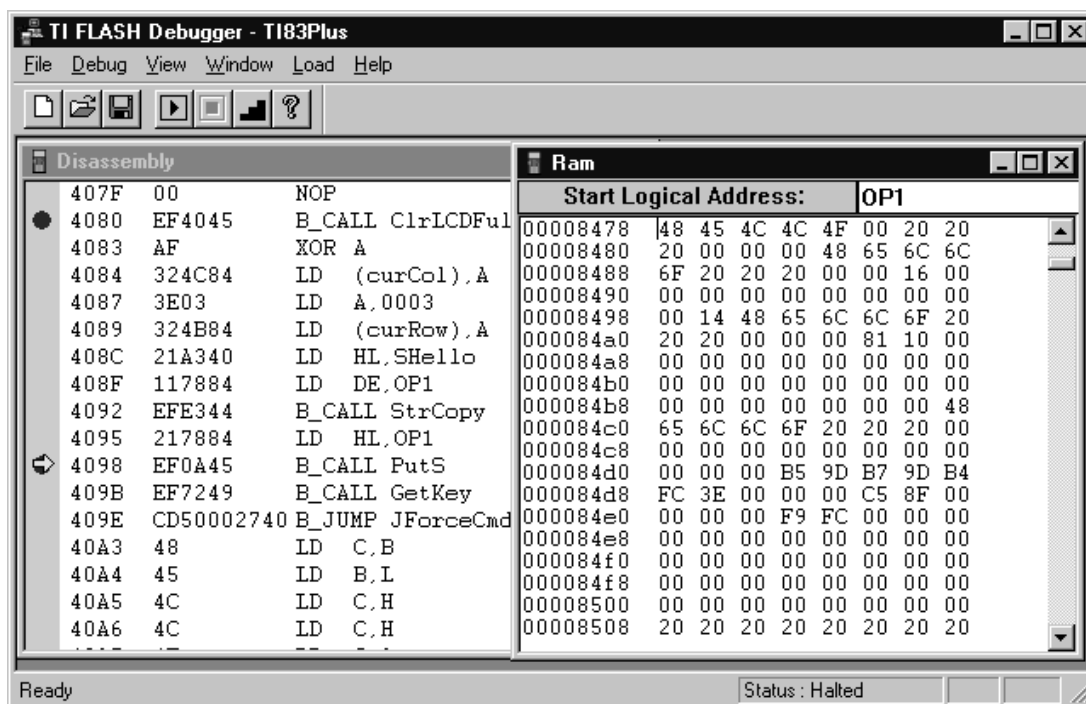 TI FLASH Debugger - TI83Plus
File Debug View Window Load Help
Disassembly
407F 00 NOP
4080 EF4045 B_CALL ClrLCDFul
4083 AF XOR A
4084 324C84 LD (curCol),A
4087 3E03 LD A,0003
4089 324B84 LD (curRow),A
408C 21A340 LD HL,SHello
408F 117884 LD DE,OP1
4092 EFE344 B_CALL StrCopy
4095 217884 LD HL,OP1
4098 EF0A45 B_CALL PutS
409B EF7249 B_CALL GetKey
409E CD50002740 B_JUMP JForceCmd
40A3 48 LD C,B
40A4 45 LD B,L
40A5 4C LD C,H
40A6 4C LD C,H
Ram
Start Logical Address: OP1
00008478 48 45 4C 4C 4F 00 20 20
00008480 20 00 00 00 48 65 6C 6C
00008488 6F 20 20 20 00 00 16 00
00008490 00 00 00 00 00 00 00 00
00008498 00 14 48 65 6C 6C 6F 20
000084a0 20 20 00 00 00 81 10 00
000084a8 00 00 00 00 00 00 00 00
000084b0 00 00 00 00 00 00 00 00
000084b8 00 00 00 00 00 00 00 48
000084c0 65 6C 6C 6F 20 20 20 00
000084c8 00 00 00 00 00 00 00 00
000084d0 00 00 00 B5 9D B7 9D B4
000084d8 FC 3E 00 00 00 C5 8F 00
000084e0 00 00 00 F9 FC 00 00 00
000084e8 00 00 00 00 00 00 00 00
000084f0 00 00 00 00 00 00 00 00
000084f8 00 00 00 00 00 00 00 00
00008500 00 00 00 00 00 00 00 00
00008508 20 20 20 20 20 20 20 20
Ready
Status : Halted